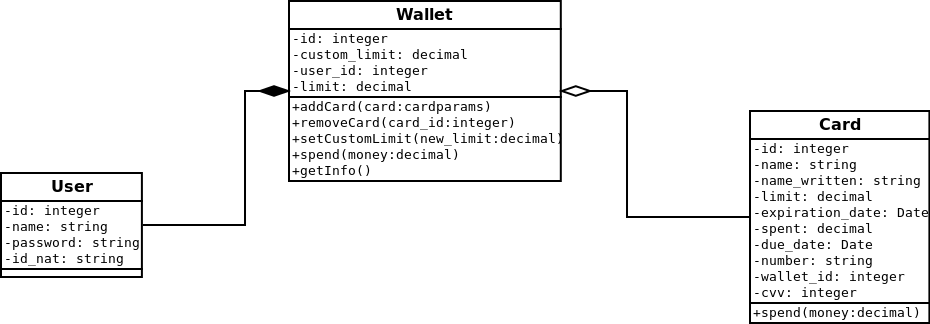 Wallet
-id: integer
-custom_limit: decimal
-user_id: integer
-limit: decimal
+addCard(card:cardparams)
+removeCard(card_id:integer)
+setCustomLimit(new_limit:decimal)
+spend(money:decimal)
+getInfo()
User
-id: integer
-name: string
-password: string
-id_nat: string
Card
-id: integer
-name: string
-name_written: string
-limit: decimal
-expiration_date: Date
-spent: decimal
-due_date: Date
-number: string
-wallet_id: integer
-cvv: integer
+spend(money:decimal)